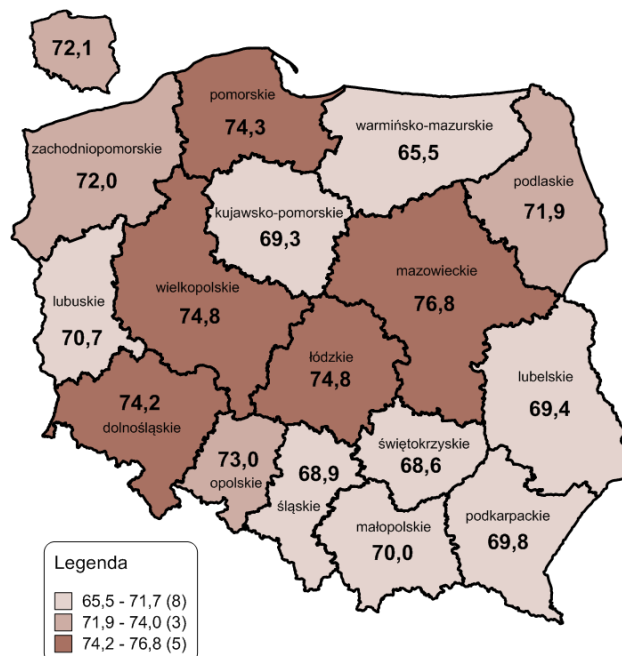 72,1
pomorskie
74,3
warmińsko-mazurskie
65,5
zachodniopomorskie
72,0
podlaskie
71,9
kujawsko-pomorskie
69,3
mazowieckie
76,8
wielkopolskie
74,8
lubuskie
70,7
łódzkie
74,8
lubelskie
69,4
74,2
dolnośląskie
73,0
opolskie
68,9
śląskie
świętokrzyskie
68,6
małopolskie
70,0
podkarpackie
69,8
Legenda
65,5 - 71,7 (8)
71,9 - 74,0 (3)
74,2 - 76,8 (5)